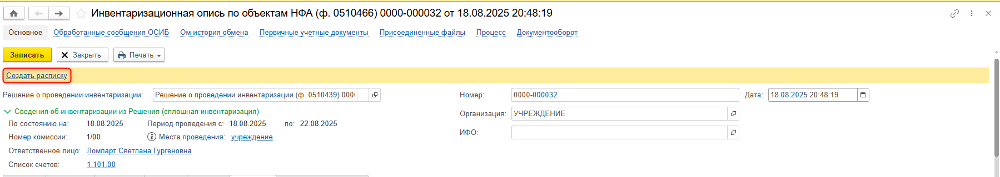 Инвентаризационная опись по объектам НФА (ф. 0510466) 0000-000032 от 18.08.2025 20:48:19
Основное Обработанные сообщения ОСИБ Ом история обмена Первичные учетные документы Присоединенные файлы Процесс Документооборот
Записать Закрыть Печать
Создать расписку
Решение о проведении инвентаризации: Решение о проведении инвентаризации (ф. 0510439) 000 ... Номер: 0000-000032 Дата: 18.08.2025 20:48:19
Сведения об инвентаризации из Решения (сплошная инвентаризация)
Организация: УЧРЕЖДЕНИЕ
По состоянию на: 18.08.2025 Период проведения с: 18.08.2025 по: 22.08.2025
ИФО:
Номер комиссии: 1/00 Места проведения: учреждение
Ответственное лицо: Ломпарт Светлана Гургеновна
Список счетов: 1.101.00